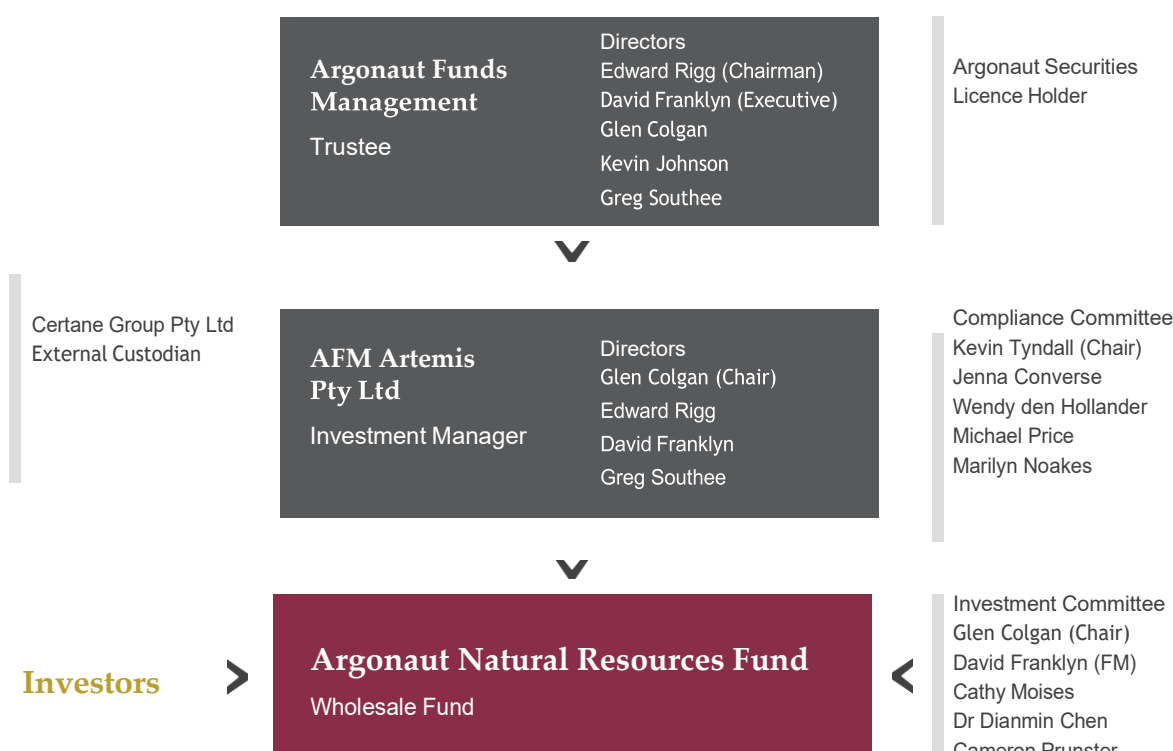 Argonaut Funds
Management
Trustee
Directors
Edward Rigg (Chairman)
David Franklyn (Executive)
Glen Colgan
Kevin Johnson
Greg Southee
Argonaut Securities
Licence Holder
Certane Group Pty Ltd
External Custodian
AFM Artemis
Pty Ltd
Investment Manager
Directors
Glen Colgan (Chair)
Edward Rigg
David Franklyn
Greg Southee
Compliance Committee
Kevin Tyndall (Chair)
Jenna Converse
Wendy den Hollander
Michael Price
Marilyn Noakes
Investors
Argonaut Natural Resources Fund
Wholesale Fund
Investment Committee
Glen Colgan (Chair)
David Franklyn (FM)
Cathy Moises
Dr Dianmin Chen
Cameron Prunster